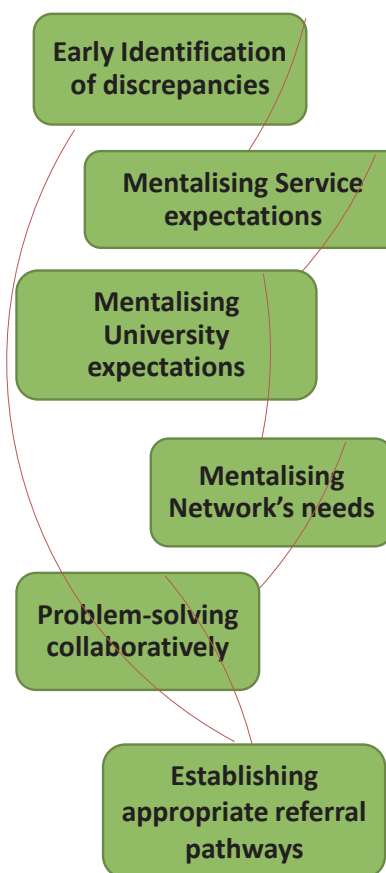 Early Identification
of discrepancies
Mentalising Service
expectations
Mentalising
University
expectations
Mentalising
Network’s needs
Problem-solving
collaboratively
Establishing
appropriate referral
pathways